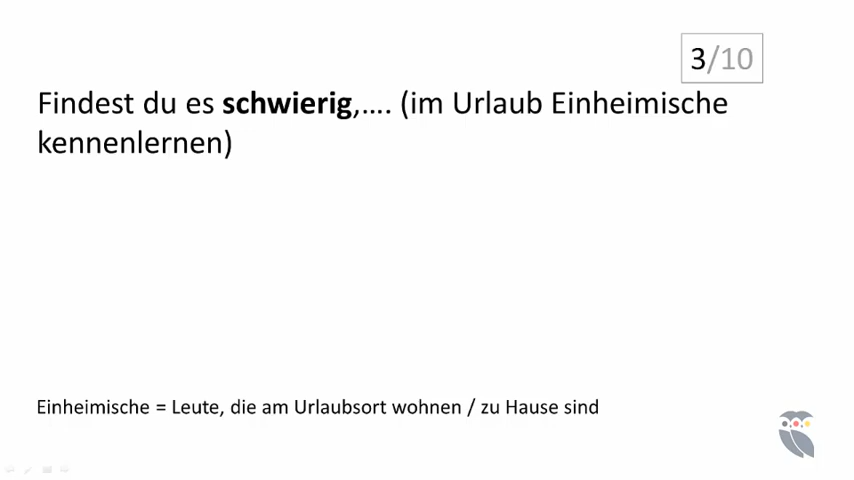 3/10
Findest du es schwierig,…. (im Urlaub Einheimische
kennenlernen)
Einheimische = Leute, die am Urlaubsort wohnen / zu Hause sind